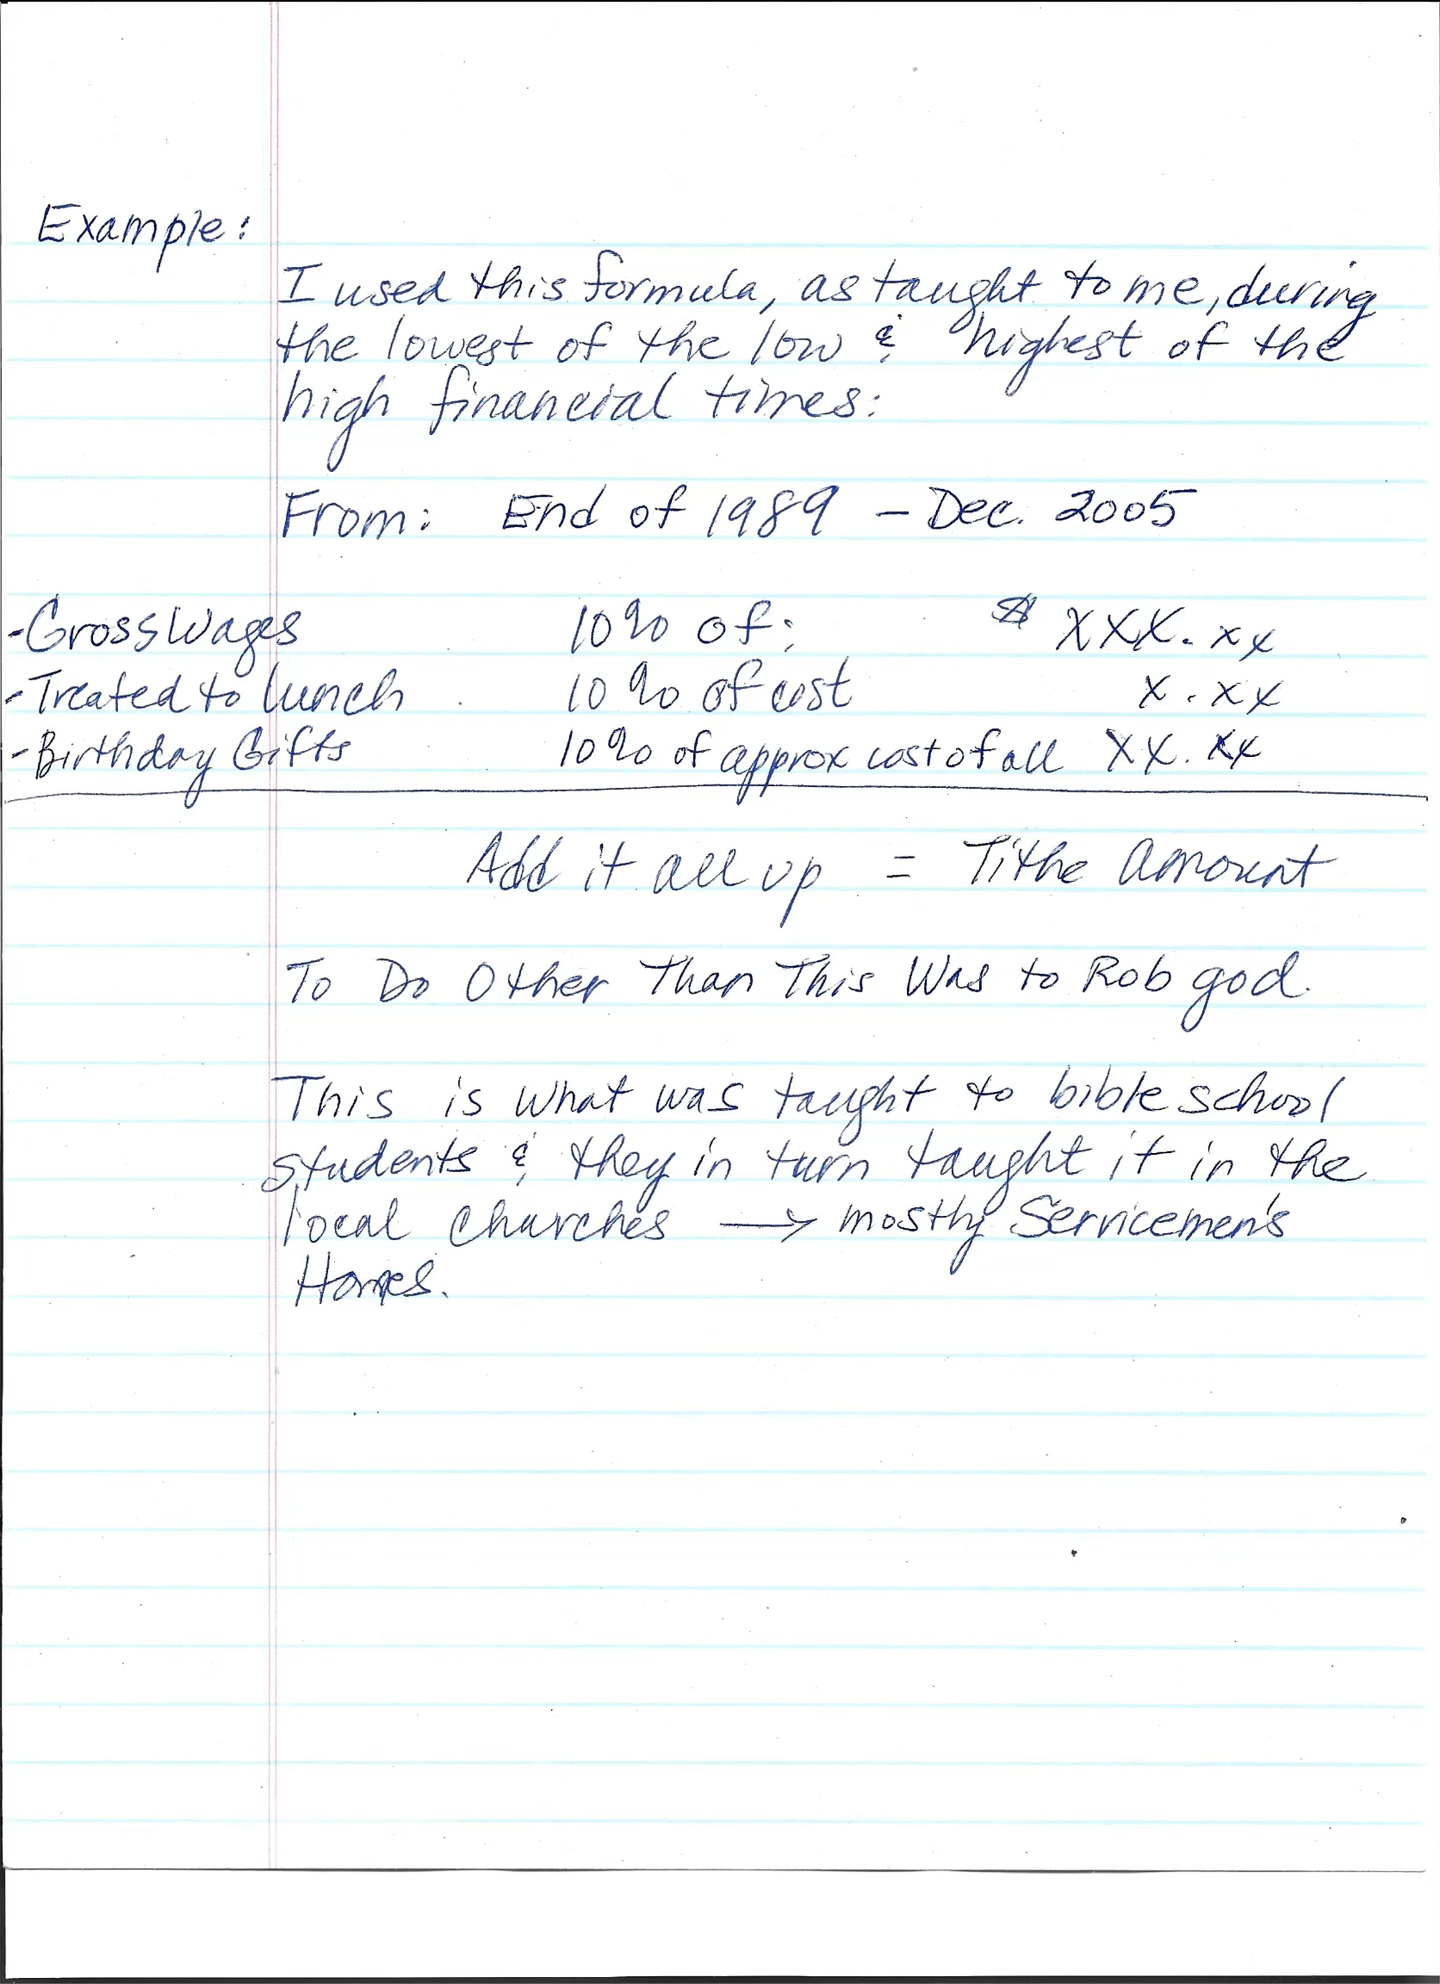 Example:
I used this formula, as taught to me, during
the lowest of the low & highest of the
high financial times:
From: End of 1989 – Dec. 2005
-Gross Wages 10% of: $ XXX.xx
-Treated to lunch 10% of cost x.xx
-Birthday Gifts 10% of approx cost of all XX.xx
Add it all up = Tithe Amount
To Do Other Than This Was to Rob god.
This is what was taught to bible school
students & they in turn taught it in the
local churches → mostly Servicemen's
Homes.